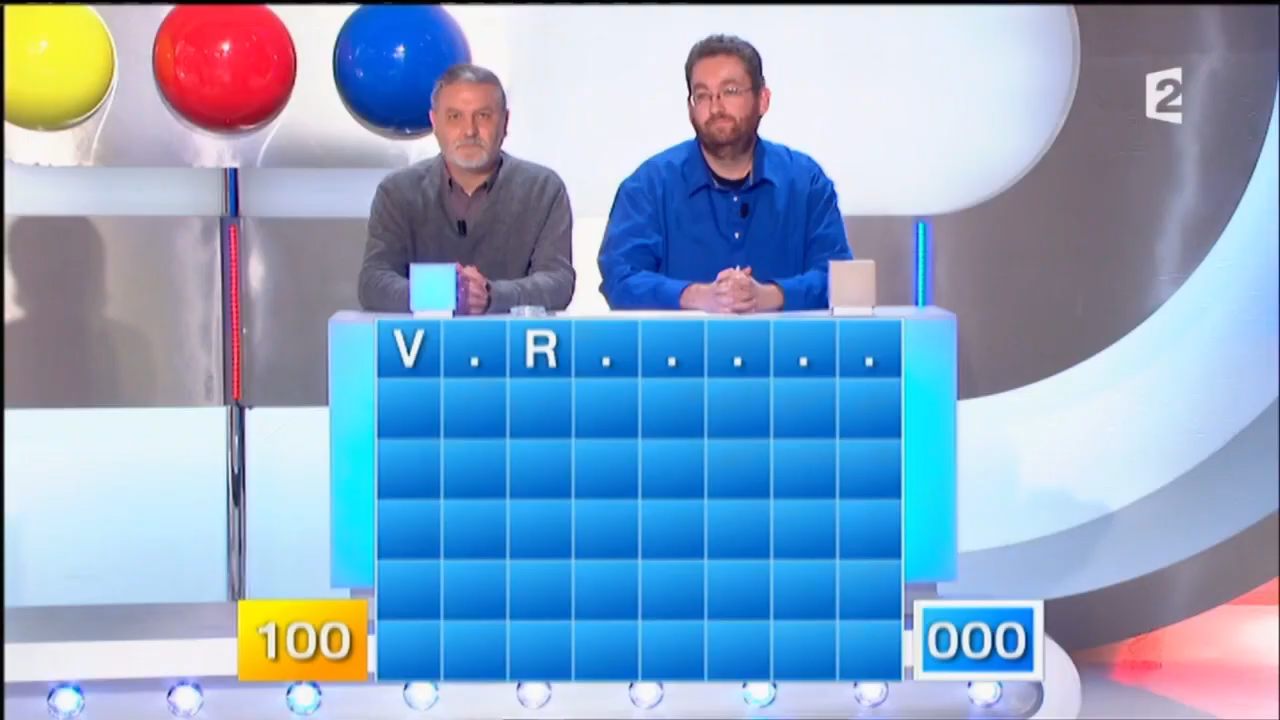 2
V . R . . . . .
100 000